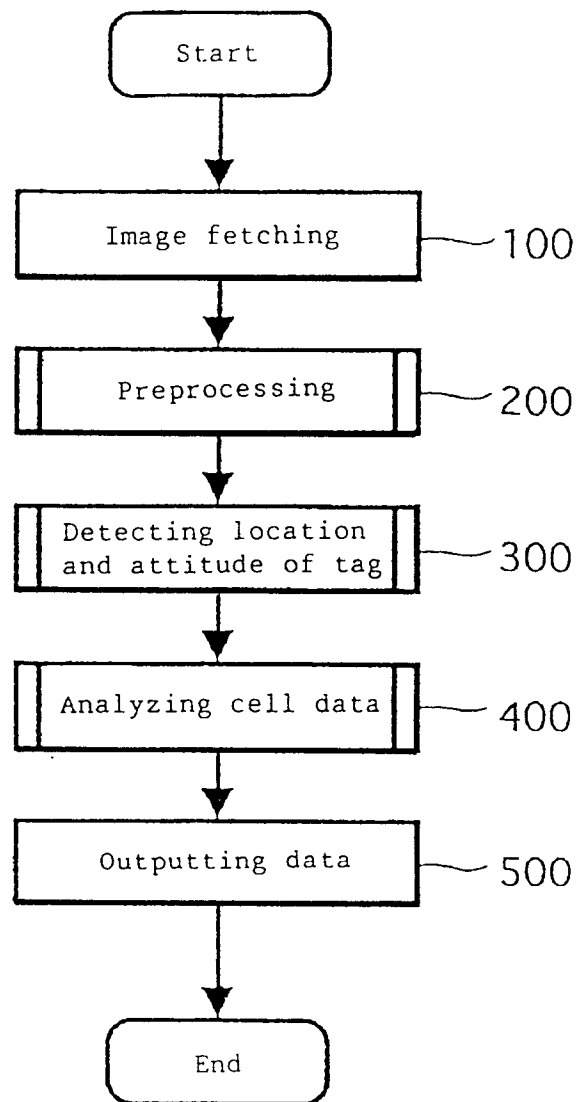 Start
Image fetching
100
Preprocessing
200
Detecting location
and attitude of tag
300
Analyzing cell data
400
Outputting data
500
End